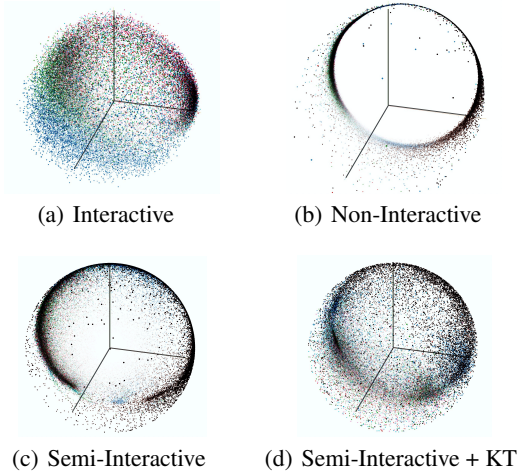 (a) Interactive
(b) Non-Interactive
(c) Semi-Interactive
(d) Semi-Interactive + KT